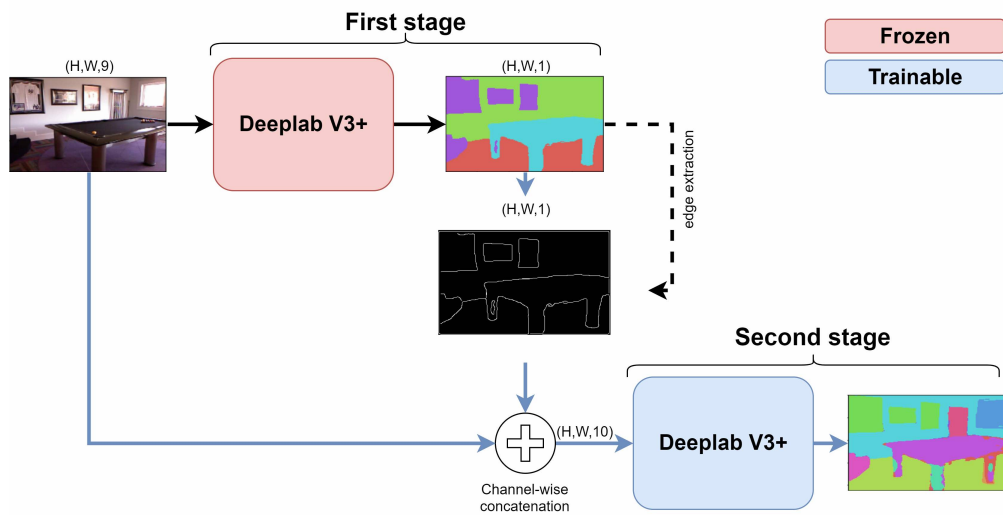 First stage
Frozen
Trainable
(H,W,9)
Deeplab V3+
(H,W,1)
edge extraction
(H,W,1)
Second stage
(H,W,10)
Deeplab V3+
Channel-wise
concatenation